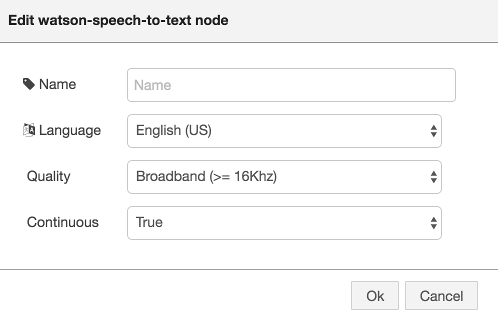 Edit watson-speech-to-text node
Name Name
Language English (US)
Quality Broadband (>= 16Khz)
Continuous True
Ok Cancel